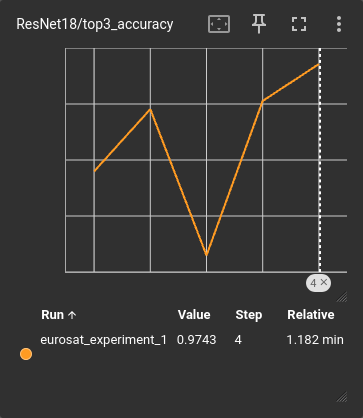 ResNet18/top3_accuracy
4 ×
Run ↑ Value Step Relative
eurosat_experiment_1 0.9743 4 1.182 min